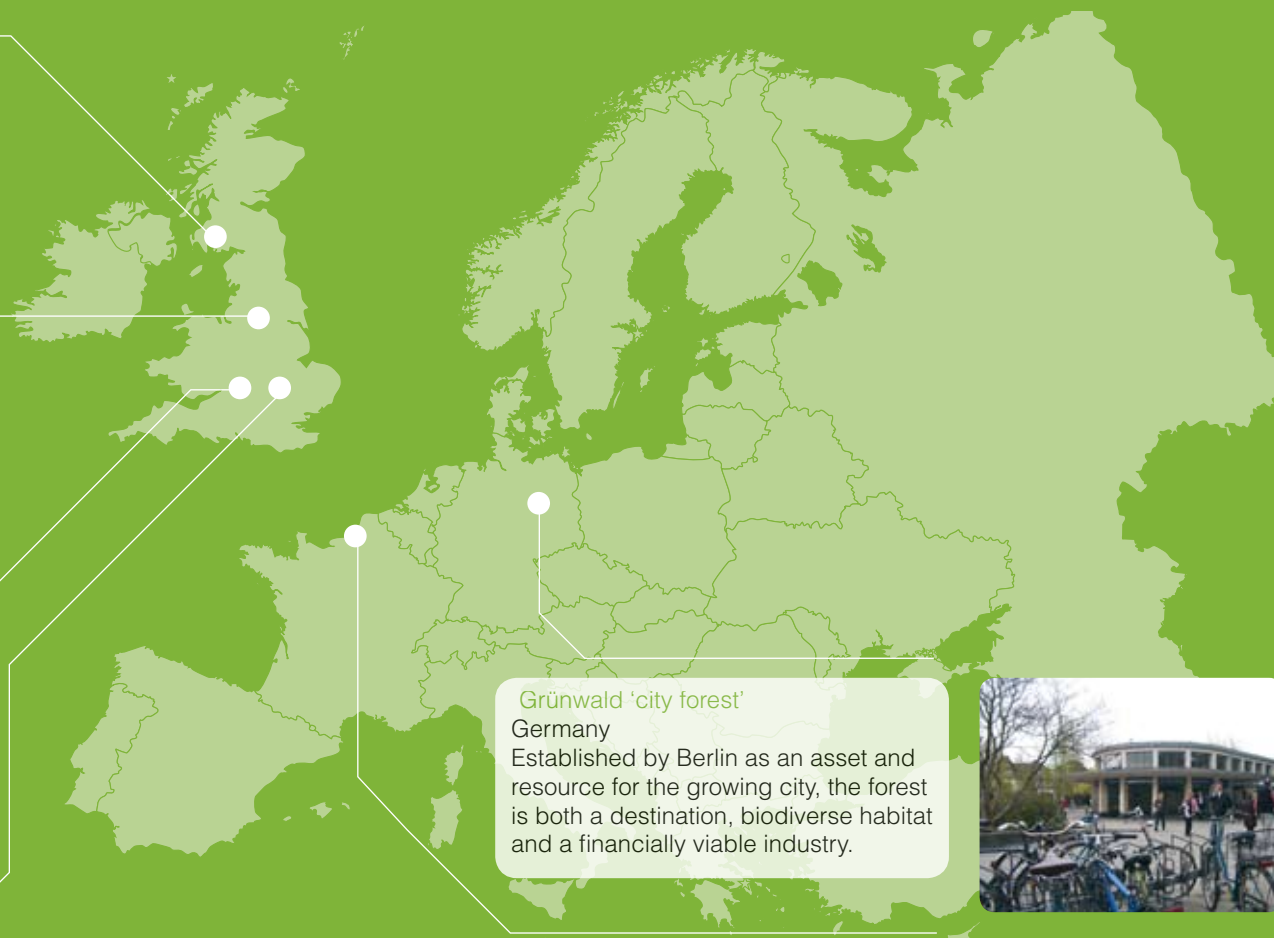 Grünwald ‘city forest’
Germany
Established by Berlin as an asset and
resource for the growing city, the forest
is both a destination, biodiverse habitat
and a financially viable industry.